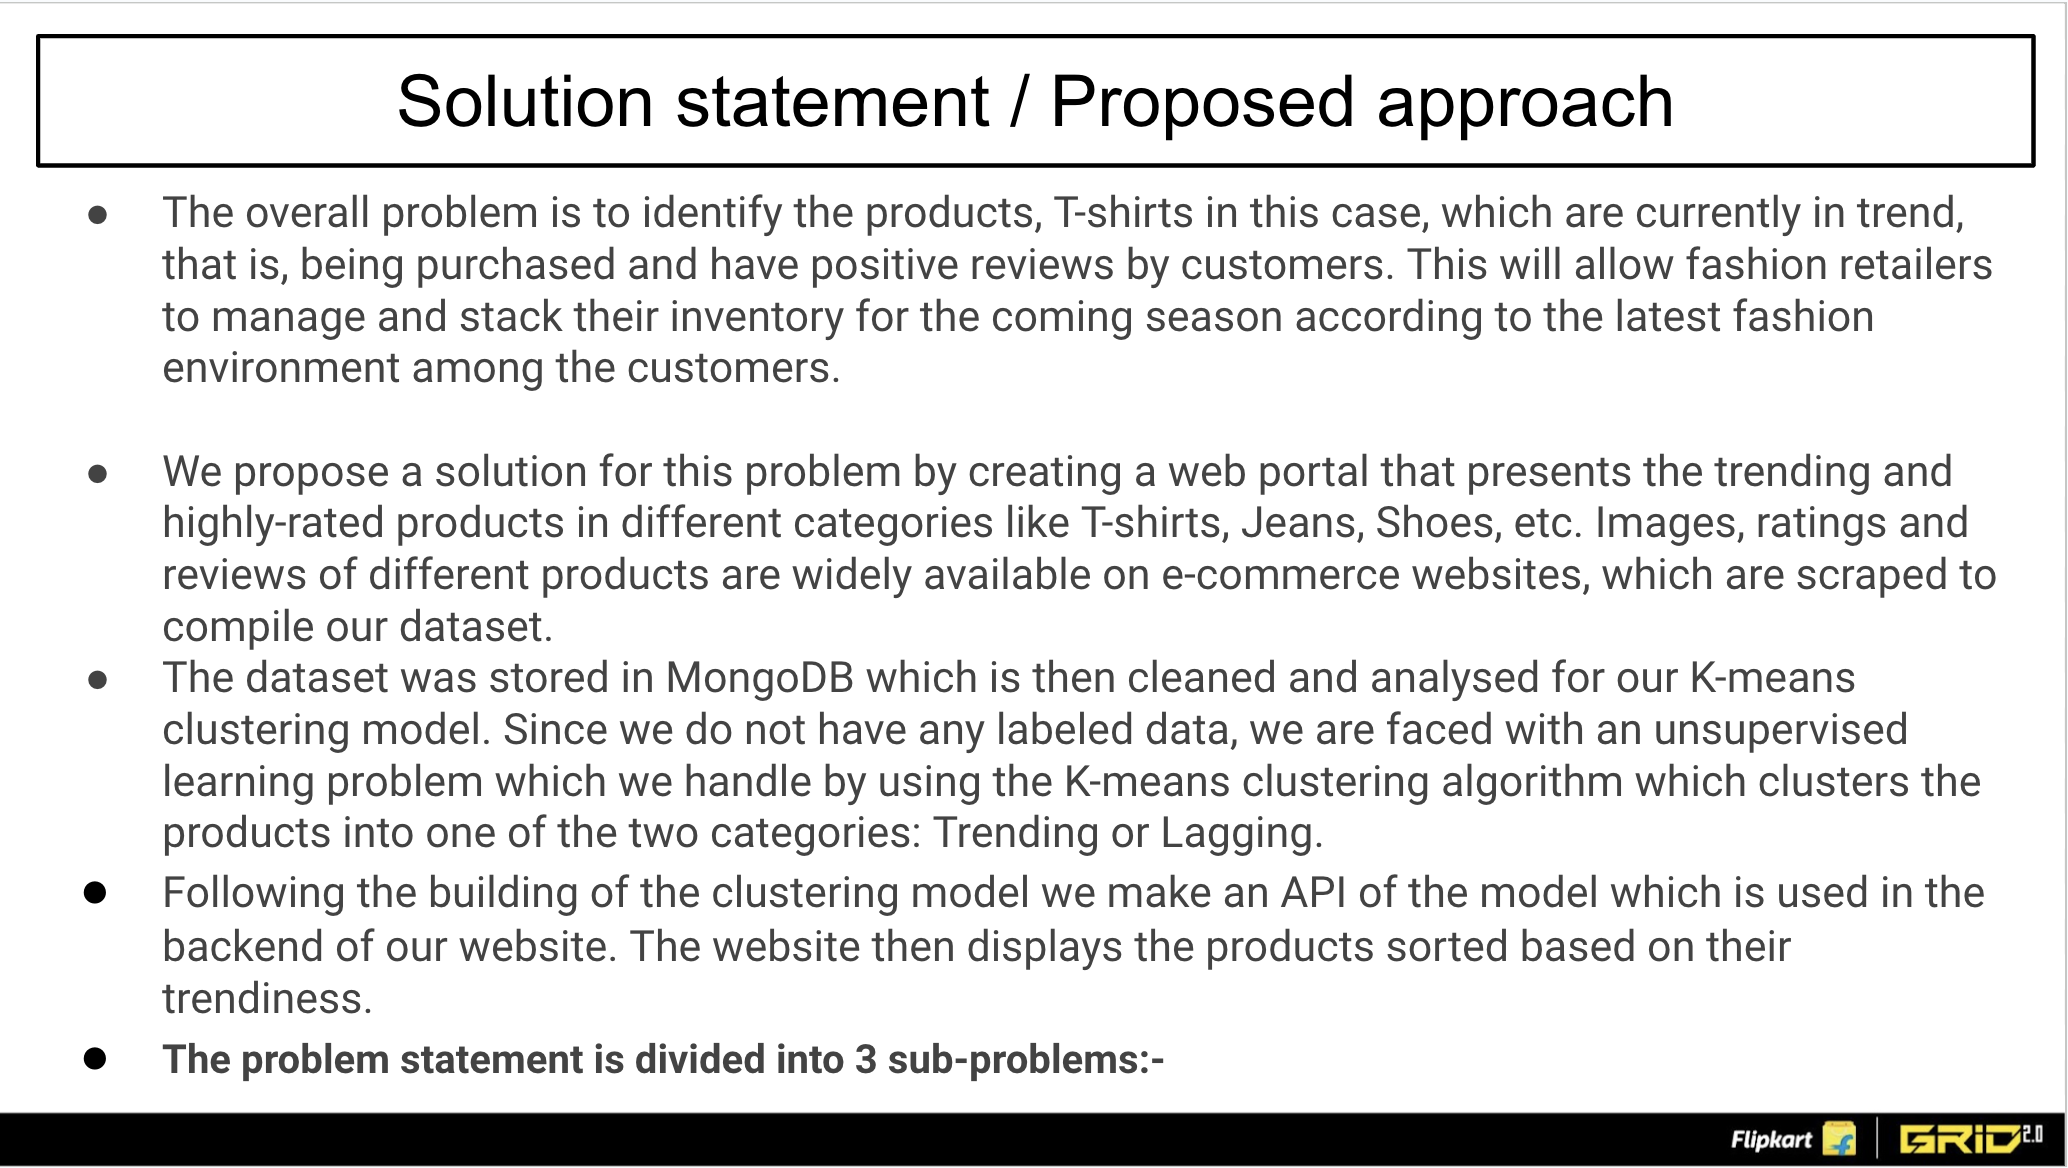 Solution statement / Proposed approach
● The overall problem is to identify the products, T-shirts in this case, which are currently in trend,
that is, being purchased and have positive reviews by customers. This will allow fashion retailers
to manage and stack their inventory for the coming season according to the latest fashion
environment among the customers.
● We propose a solution for this problem by creating a web portal that presents the trending and
highly-rated products in different categories like T-shirts, Jeans, Shoes, etc. Images, ratings and
reviews of different products are widely available on e-commerce websites, which are scraped to
compile our dataset.
● The dataset was stored in MongoDB which is then cleaned and analysed for our K-means
clustering model. Since we do not have any labeled data, we are faced with an unsupervised
learning problem which we handle by using the K-means clustering algorithm which clusters the
products into one of the two categories: Trending or Lagging.
● Following the building of the clustering model we make an API of the model which is used in the
backend of our website. The website then displays the products sorted based on their
trendiness.
● The problem statement is divided into 3 sub-problems:-
Flipkart | GRiD 2.0